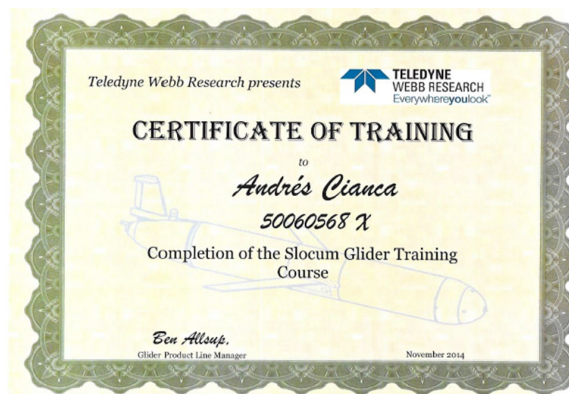 Teledyne Webb Research presents
TELEDYNE
WEBB RESEARCH
Everywhereyoulook™
CERTIFICATE OF TRAINING
to
Andrés Cianca
50060568 X
Completion of the Slocum Glider Training
Course
Ben Allsup,
Glider Product Line Manager
November 2014